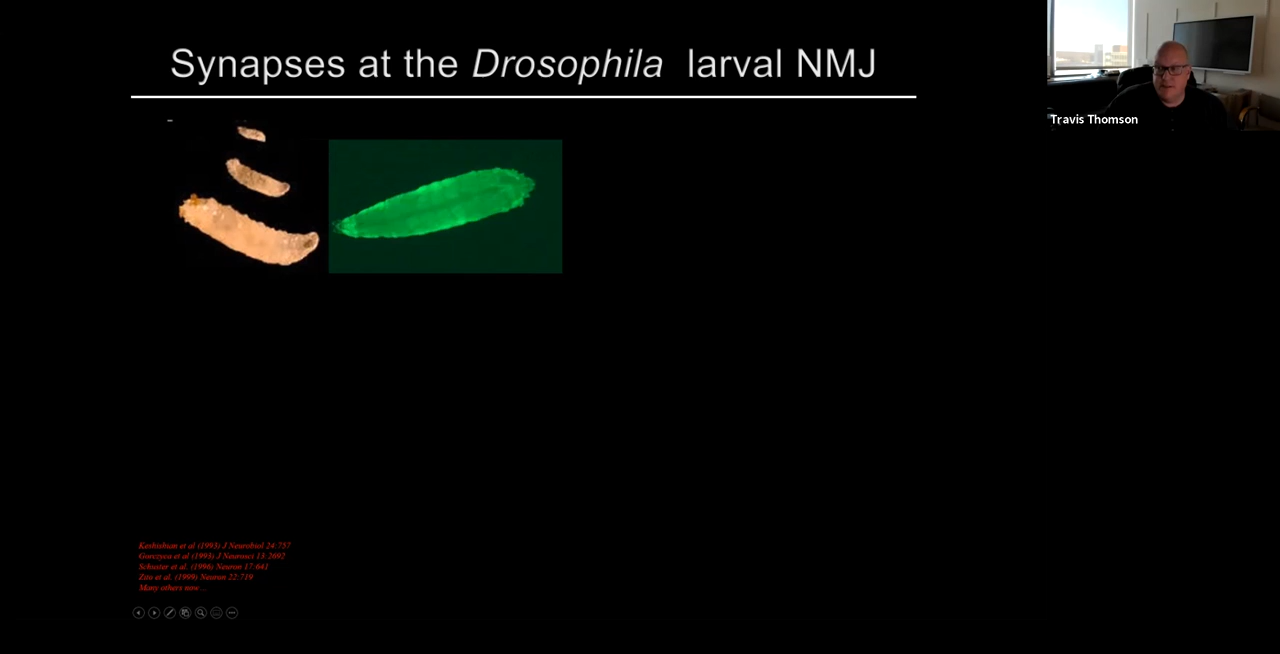 Synapses at the Drosophila larval NMJ
Travis Thomson
Keshishian et al (1993) J Neurobiol 24:757
Gorczyca et al (1993) J Neurosci 13:2692
Schuster et al. (1996) Neuron 17:641
Zito et al. (1999) Neuron 22:719
Many others now...